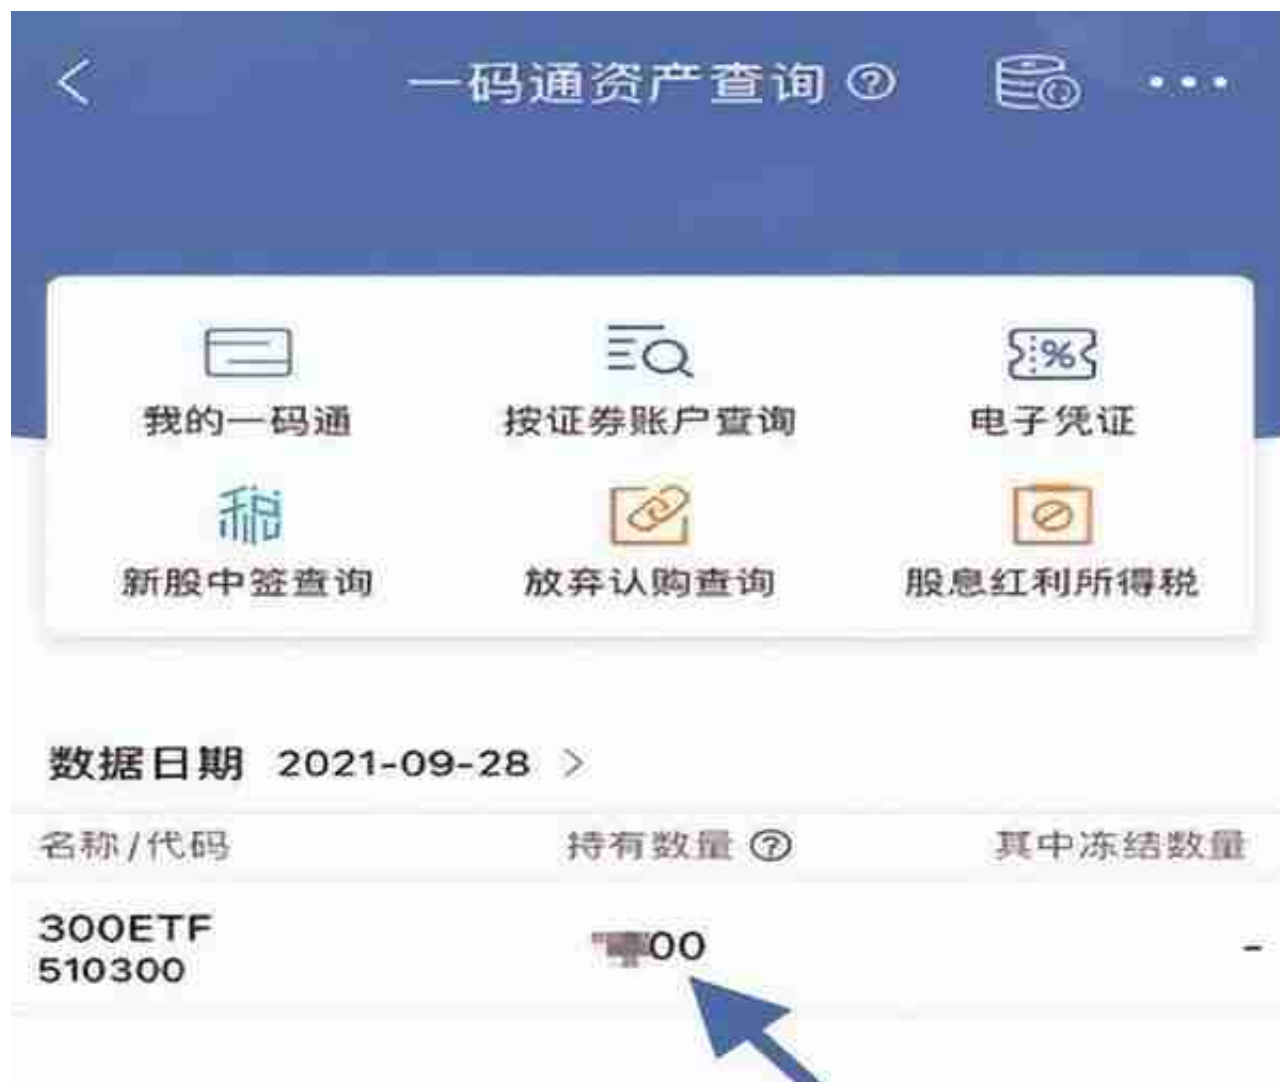 一码通资产查询
我的一码通 按证券账户查询 电子凭证
新股中签查询 放弃认购查询 股息红利所得税
数据日期 2021-09-28 >
名称/代码 持有数量 其中冻结数量
300ETF 00 -
510300